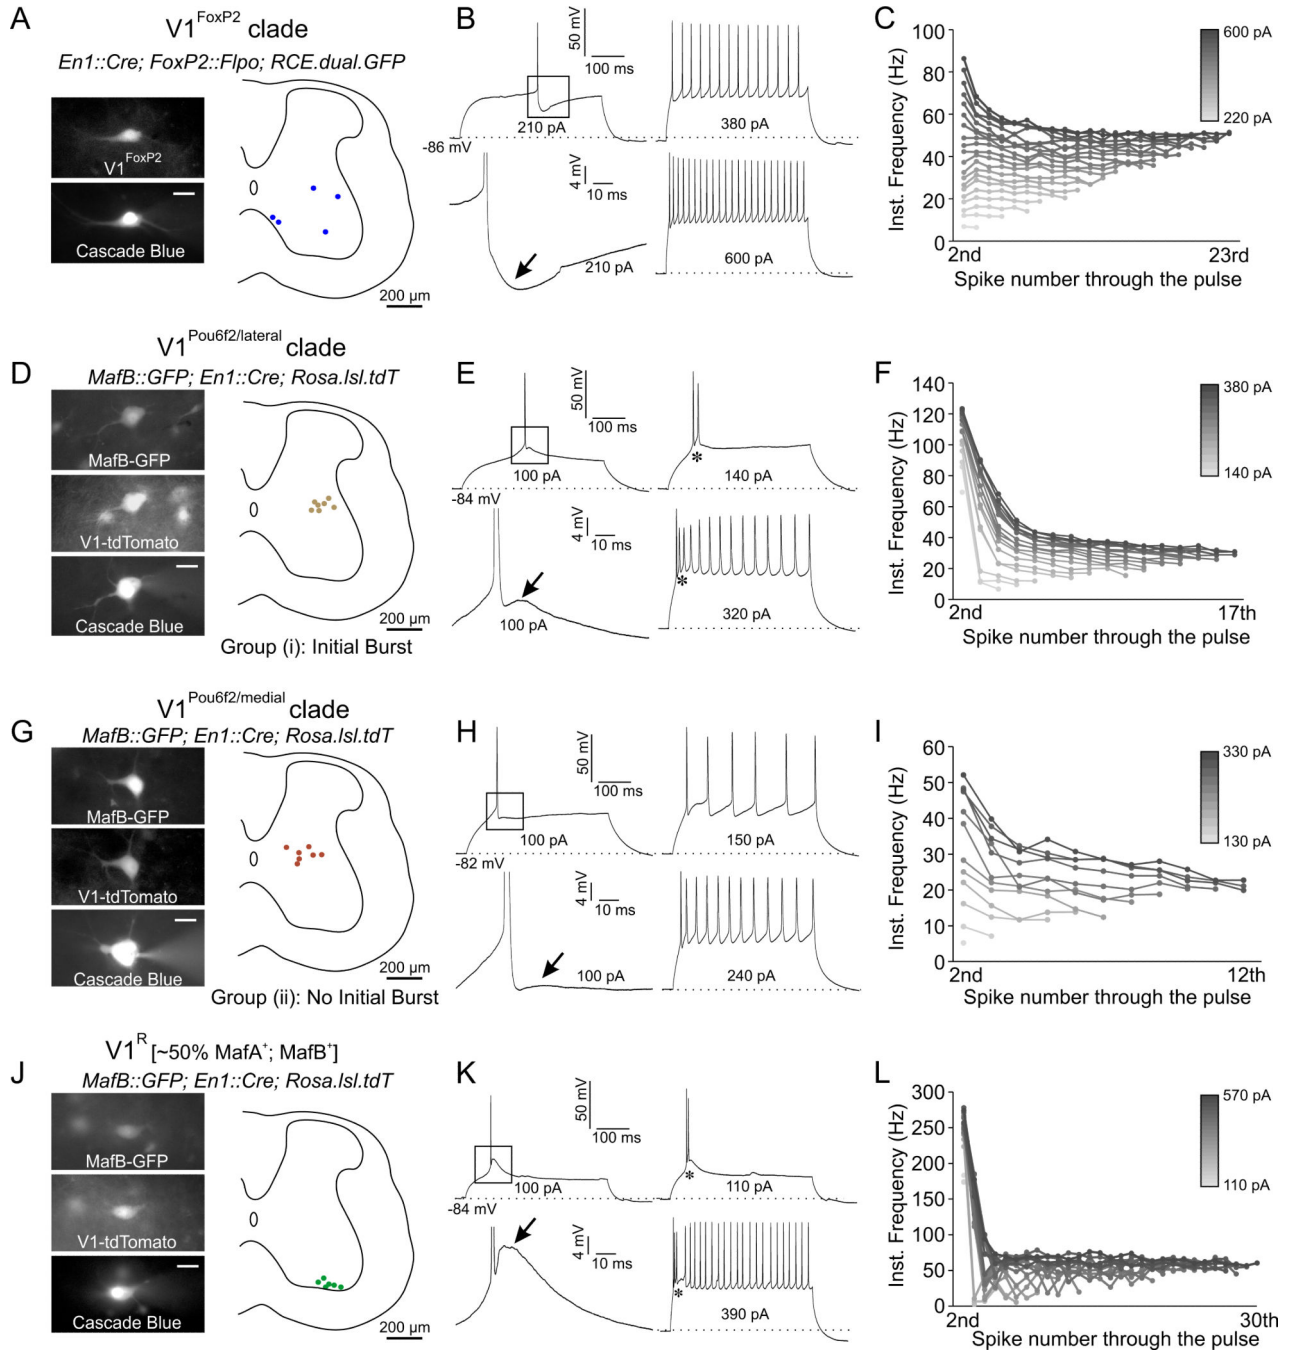 A
V1^FoxP2 clade
En1::Cre; FoxP2::Flpo; RCE.dual.GFP
V1^FoxP2
Cascade Blue
200 µm
B
50 mV
100 ms
210 pA
-86 mV
380 pA
4 mV
10 ms
210 pA
600 pA
C
Inst. Frequency (Hz)
100
80
60
40
20
0
600 pA
220 pA
2nd
23rd
Spike number through the pulse
V1^Pou6f2/lateral clade
D
MafB::GFP; En1::Cre; Rosa.lsl.tdT
MafB-GFP
V1-tdTomato
Cascade Blue
200 µm
Group (i): Initial Burst
E
50 mV
100 ms
100 pA
-84 mV
*
140 pA
4 mV
10 ms
100 pA
*
320 pA
F
Inst. Frequency (Hz)
140
120
100
80
60
40
20
0
380 pA
140 pA
2nd
17th
Spike number through the pulse
V1^Pou6f2/medial clade
G
MafB::GFP; En1::Cre; Rosa.lsl.tdT
MafB-GFP
V1-tdTomato
Cascade Blue
200 µm
Group (ii): No Initial Burst
H
50 mV
100 ms
100 pA
-82 mV
150 pA
4 mV
10 ms
100 pA
240 pA
I
Inst. Frequency (Hz)
60
50
40
30
20
10
0
330 pA
130 pA
2nd
12th
Spike number through the pulse
V1^R [~50% MafA⁺; MafB⁺]
J
MafB::GFP; En1::Cre; Rosa.lsl.tdT
MafB-GFP
V1-tdTomato
Cascade Blue
200 µm
K
50 mV
100 ms
100 pA
-84 mV
*
110 pA
4 mV
10 ms
*
390 pA
L
Inst. Frequency (Hz)
300
250
200
150
100
50
0
570 pA
110 pA
2nd
30th
Spike number through the pulse